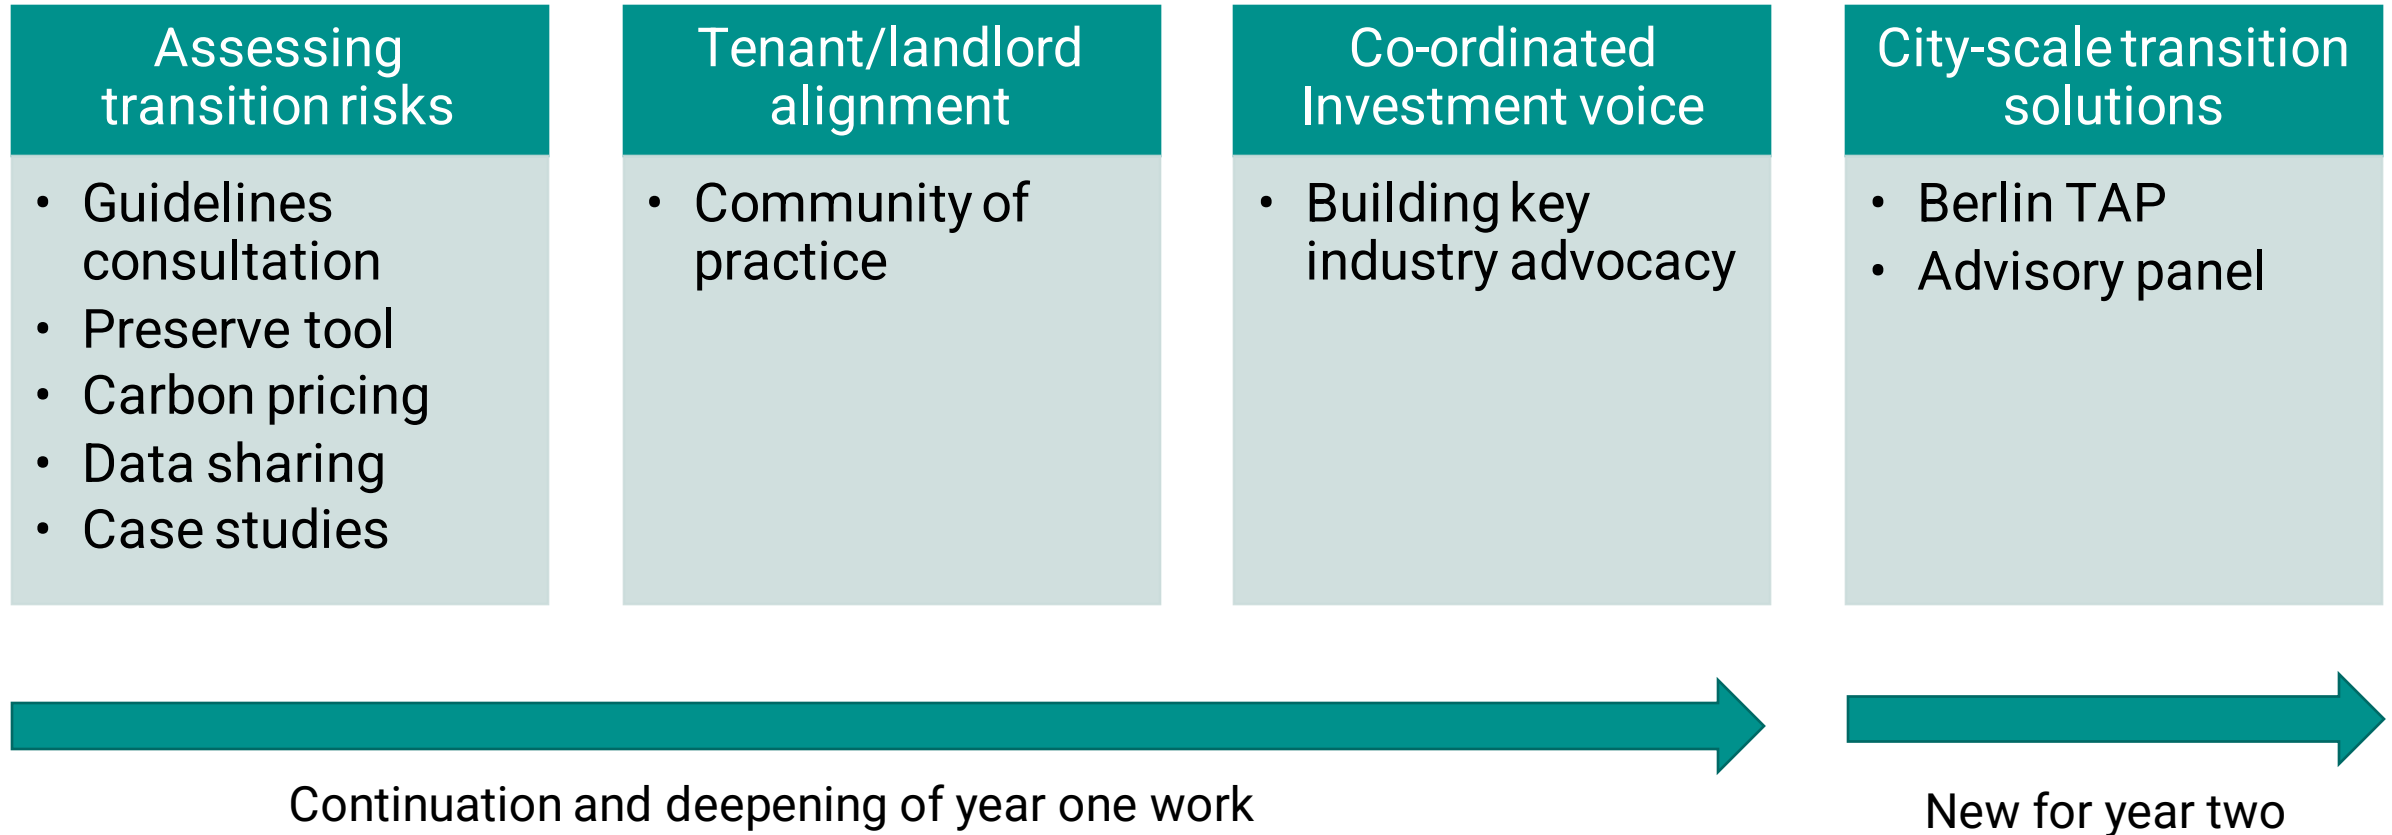 Assessing
transition risks
• Guidelines
consultation
• Preserve tool
• Carbon pricing
• Data sharing
• Case studies
Tenant/landlord
alignment
• Community of
practice
Co-ordinated
Investment voice
• Building key
industry advocacy
City-scale transition
solutions
• Berlin TAP
• Advisory panel
Continuation and deepening of year one work
New for year two